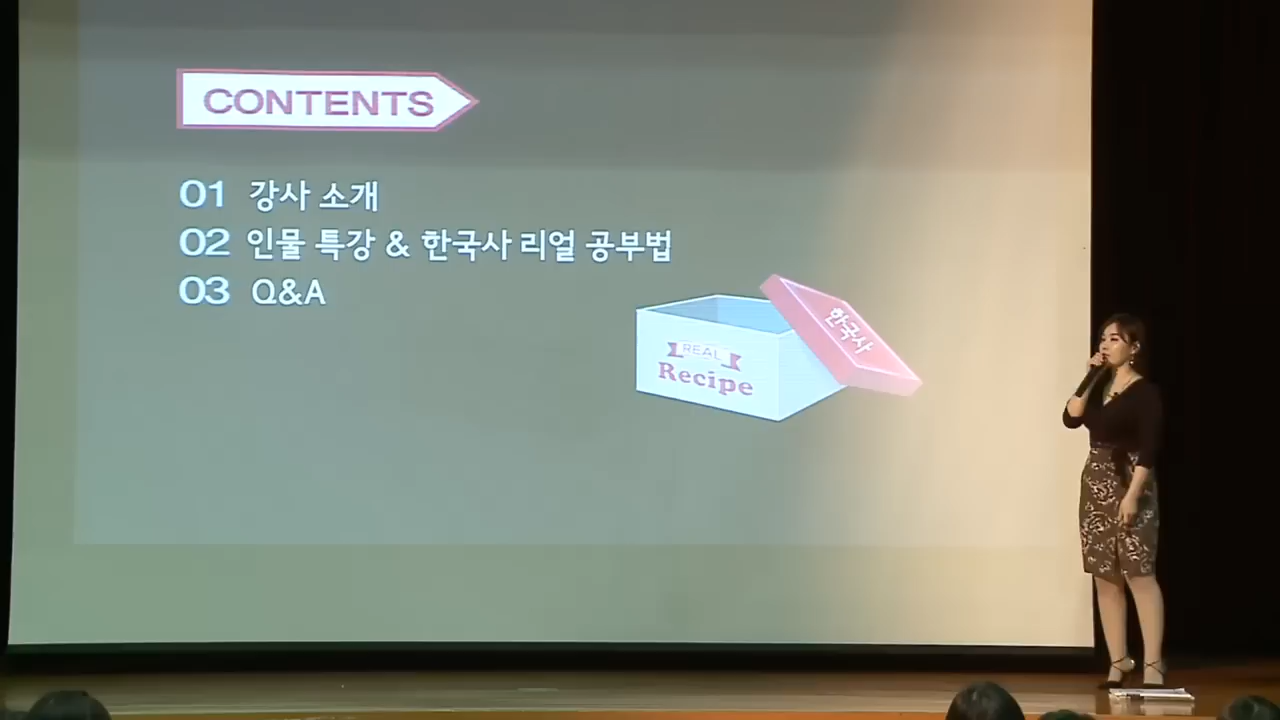 CONTENTS
01 강사 소개
02 인물 특강 & 한국사 리얼 공부법
03 Q&A
한국사
REAL
Recipe